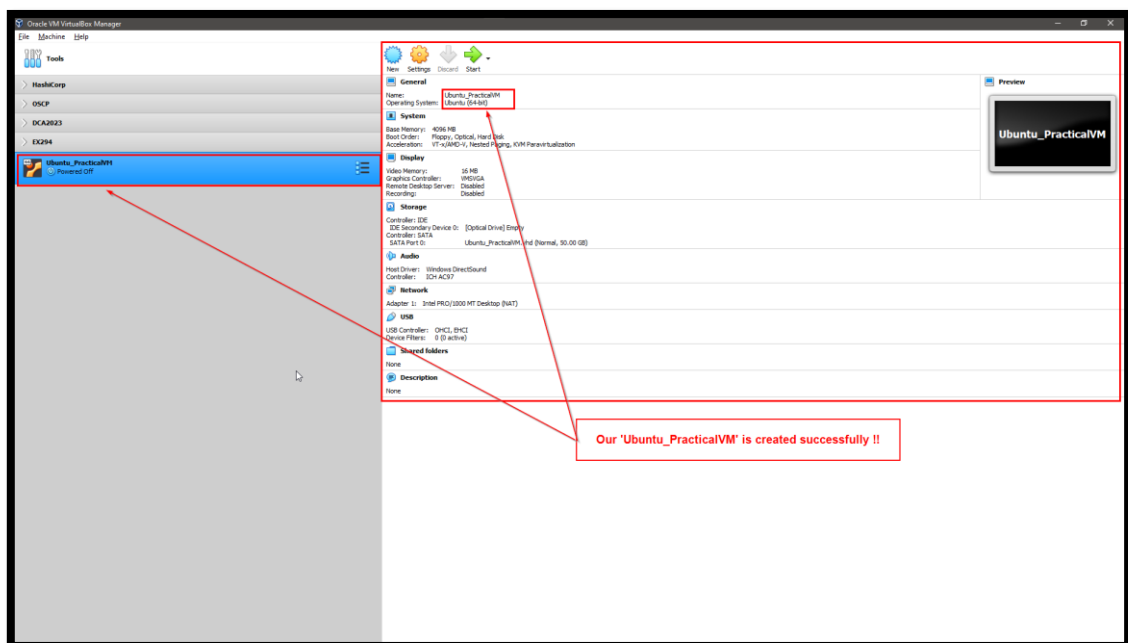 Oracle VM VirtualBox Manager
File Machine Help
Tools
HashiCorp
OSCP
DCA2023
EX294
Ubuntu_PracticalVM
Powered Off
New Settings Discard Start
General
Name: Ubuntu_PracticalVM
Operating System: Ubuntu (64-bit)
System
Base Memory: 4096 MB
Boot Order: Floppy, Optical, Hard Disk
Acceleration: VT-x/AMD-V, Nested Paging, KVM Paravirtualization
Display
Video Memory: 16 MB
Graphics Controller: VMSVGA
Remote Desktop Server: Disabled
Recording: Disabled
Storage
Controller: IDE
IDE Secondary Device 0: [Optical Drive] Empty
Controller: SATA
SATA Port 0: Ubuntu_PracticalVM.vhd (Normal, 50.00 GB)
Audio
Host Driver: Windows DirectSound
Controller: ICH AC97
Network
Adapter 1: Intel PRO/1000 MT Desktop (NAT)
USB
USB Controller: OHCI, EHCI
Device Filters: 0 (0 active)
Shared folders
None
Description
None
Preview
Ubuntu_PracticalVM
Our 'Ubuntu_PracticalVM' is created successfully !!